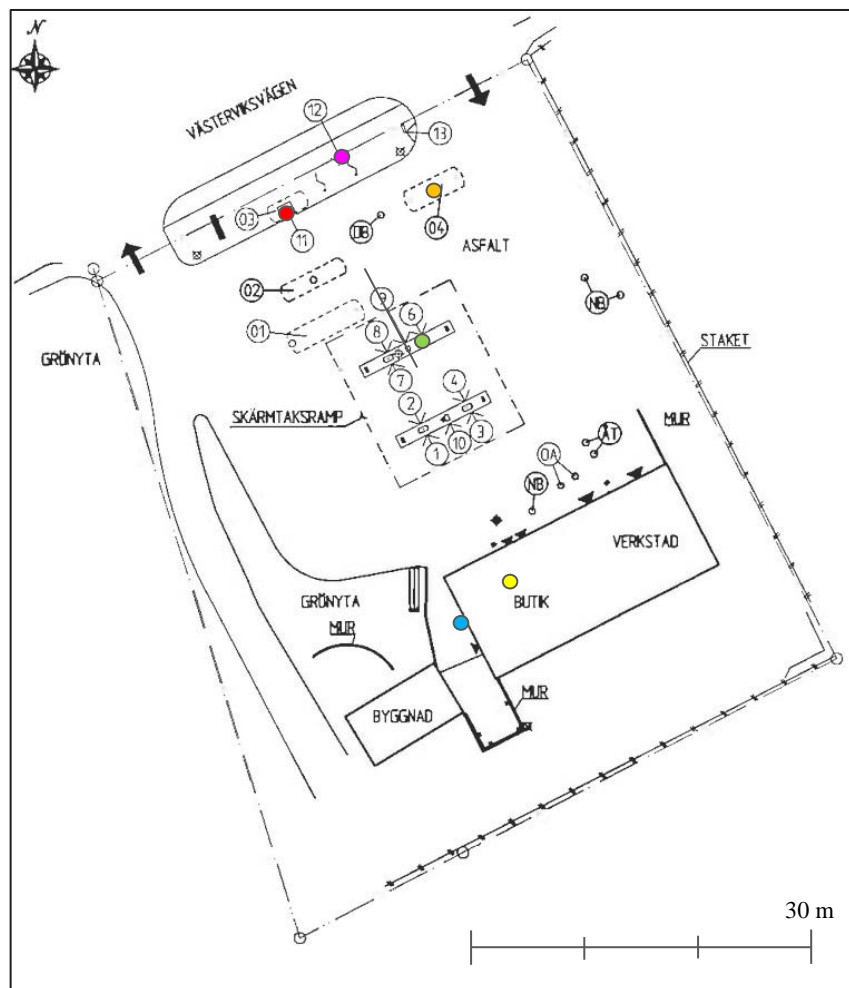 N
VÄSTERVIKSVÄGEN
12
13
03
11
DB
04
ASFALT
02
01
9
6
8
NB
GRÖNYTA
STAKET
7
4
2
SKÄRMTAKSRAMP
MUR
1
10
3
OA
ÄT
NB
VERKSTAD
GRÖNYTA
BUTIK
MUR
MUR
BYGGNAD
30 m